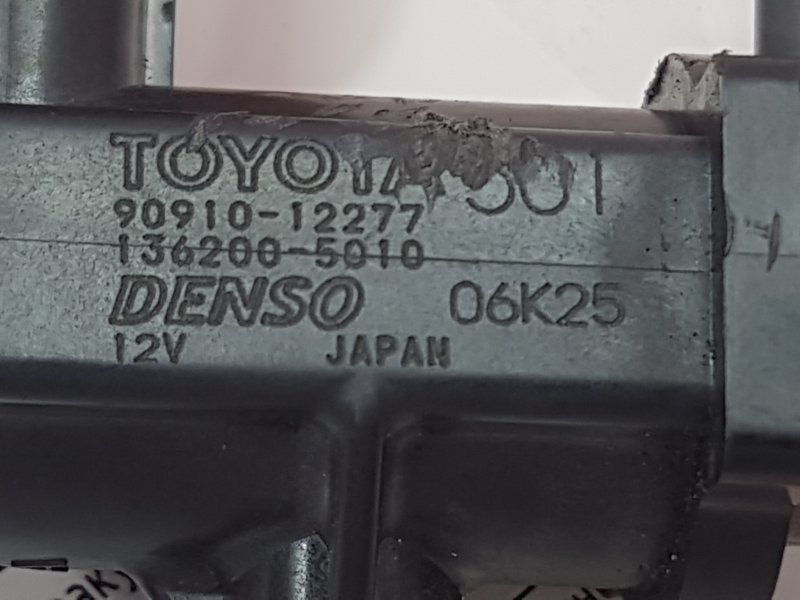 TOYOTA
90910-12277
136200-5010
DENSO 06K25
12V JAPAN